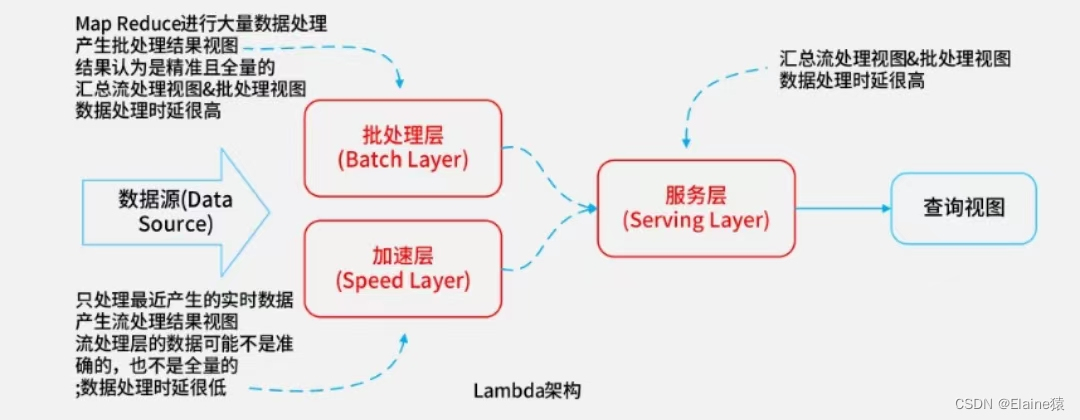 Map Reduce进行大量数据处理
产生批处理结果视图
结果认为是精准且全量的
汇总流处理视图&批处理视图
数据处理时延很高
汇总流处理视图&批处理视图
数据处理时延很高
批处理层
(Batch Layer)
数据源(Data
Source)
服务层
(Serving Layer)
查询视图
加速层
(Speed Layer)
只处理最近产生的实时数据
产生流处理结果视图
流处理层的数据可能不是准
确的，也不是全量的
;数据处理时延很低
Lambda架构
CSDN @Elaine猿